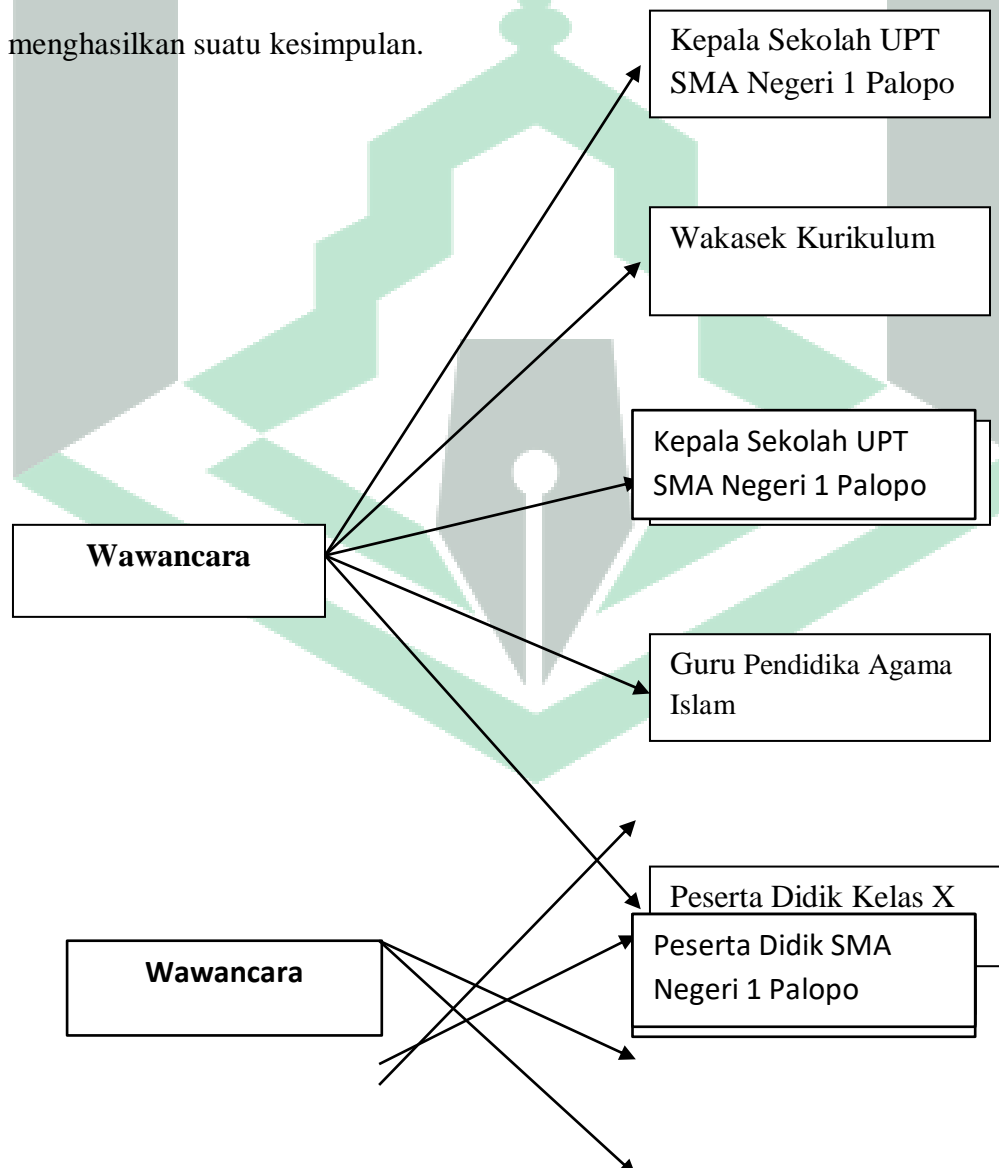 menghasilkan suatu kesimpulan.
Kepala Sekolah UPT
SMA Negeri 1 Palopo
Wakasek Kurikulum
Kepala Sekolah UPT
SMA Negeri 1 Palopo
Wawancara
Guru Pendidika Agama
Islam
Peserta Didik Kelas X
Wawancara
Peserta Didik SMA
Negeri 1 Palopo